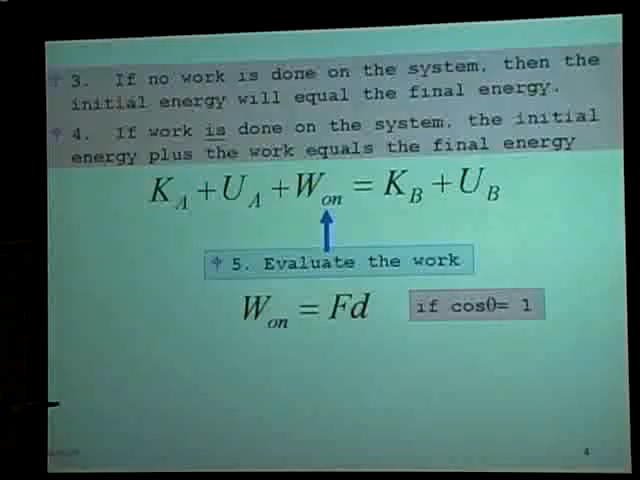 3. If no work is done on the system, then the
initial energy will equal the final energy.
4. If work is done on the system, the initial
energy plus the work equals the final energy
K_A + U_A + W_on = K_B + U_B
5. Evaluate the work
W_on = Fd if cosθ= 1
4